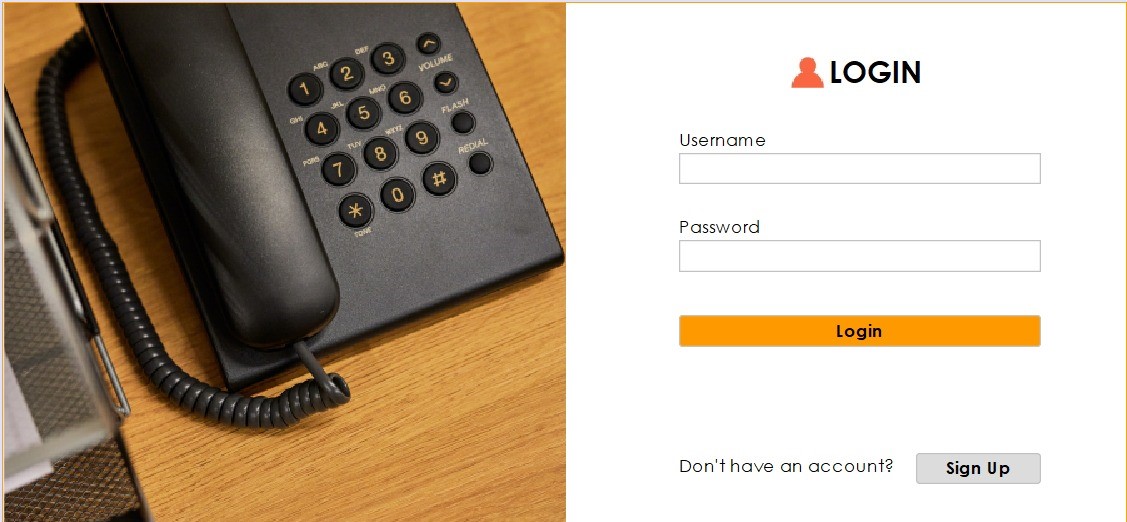 ABC
DEF
1 2 3
VOLUME
GHI
JKL
MNO
4 5 6
FLASH
PQRS
TUV
WXYZ
7 8 9
REDIAL
* 0 #
TONE
LOGIN
Username
Password
Login
Don't have an account? Sign Up